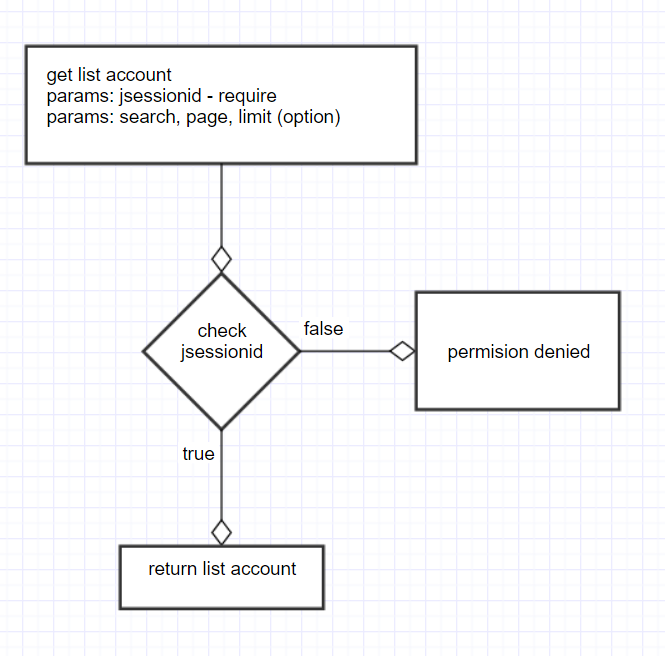 get list account
params: jsessionid - require
params: search, page, limit (option)
check
jsessionid
false
permision denied
true
return list account